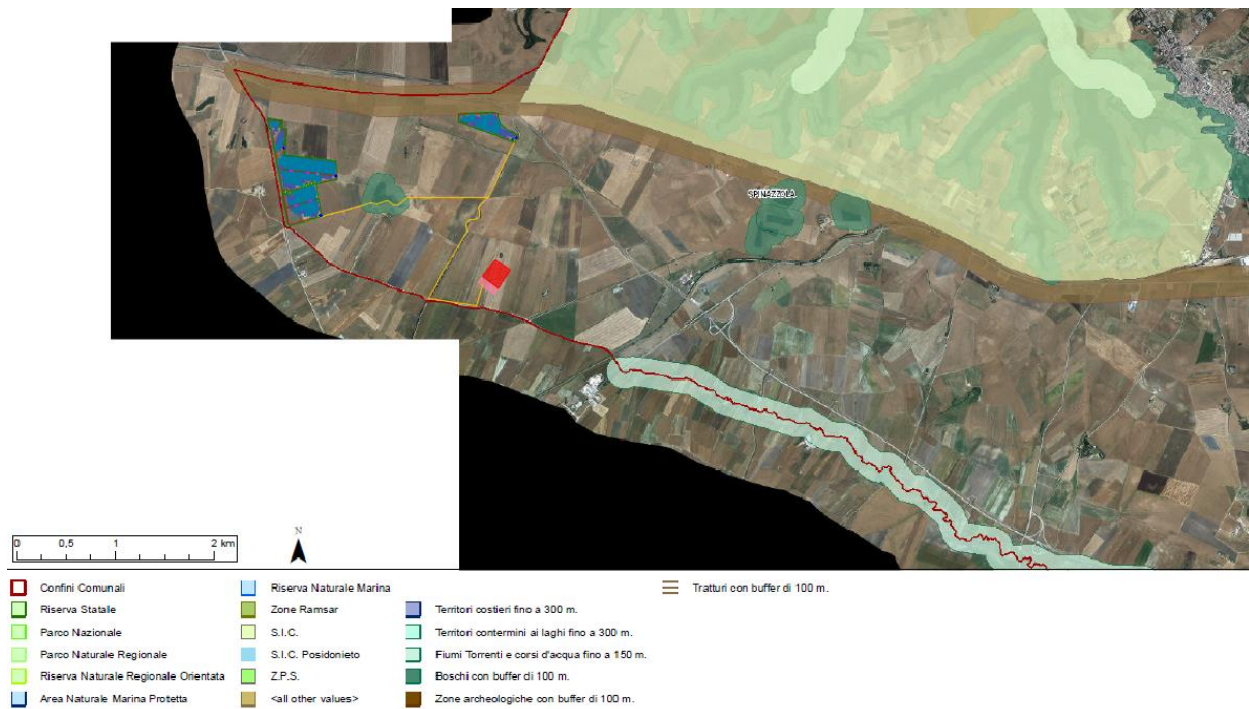 SPINAZZOLA
N
0 0,5 1 2 km
Confini Comunali
Riserva Statalle
Parco Nazionale
Parco Naturale Regionale
Riserva Naturale Regionale Orientata
Area Naturale Marina Protetta
Riserva Naturale Marina
Zone Ramsar
S.I.C.
S.I.C. Posidonieto
Z.P.S.
<all other values>
Territori costieri fino a 300 m.
Territori contermini ai laghi fino a 300 m.
Fiumi Torrenti e corsi d'acqua fino a 150 m.
Boschi con buffer di 100 m.
Zone archeologiche con buffer di 100 m.
Tratturi con buffer di 100 m.